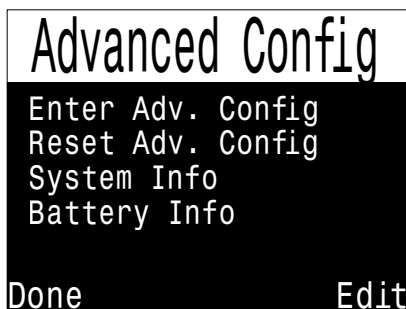 Advanced Config
Enter Adv. Config
Reset Adv. Config
System Info
Battery Info
Done Edit